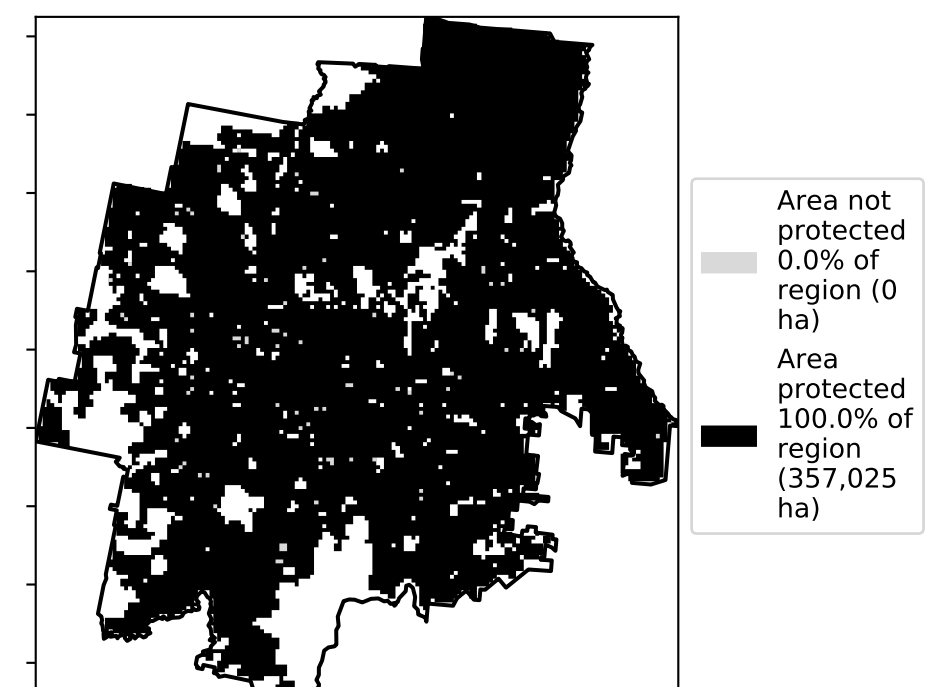 Area not
protected
0.0% of
region (0
ha)
Area
protected
100.0% of
region
(357,025
ha)